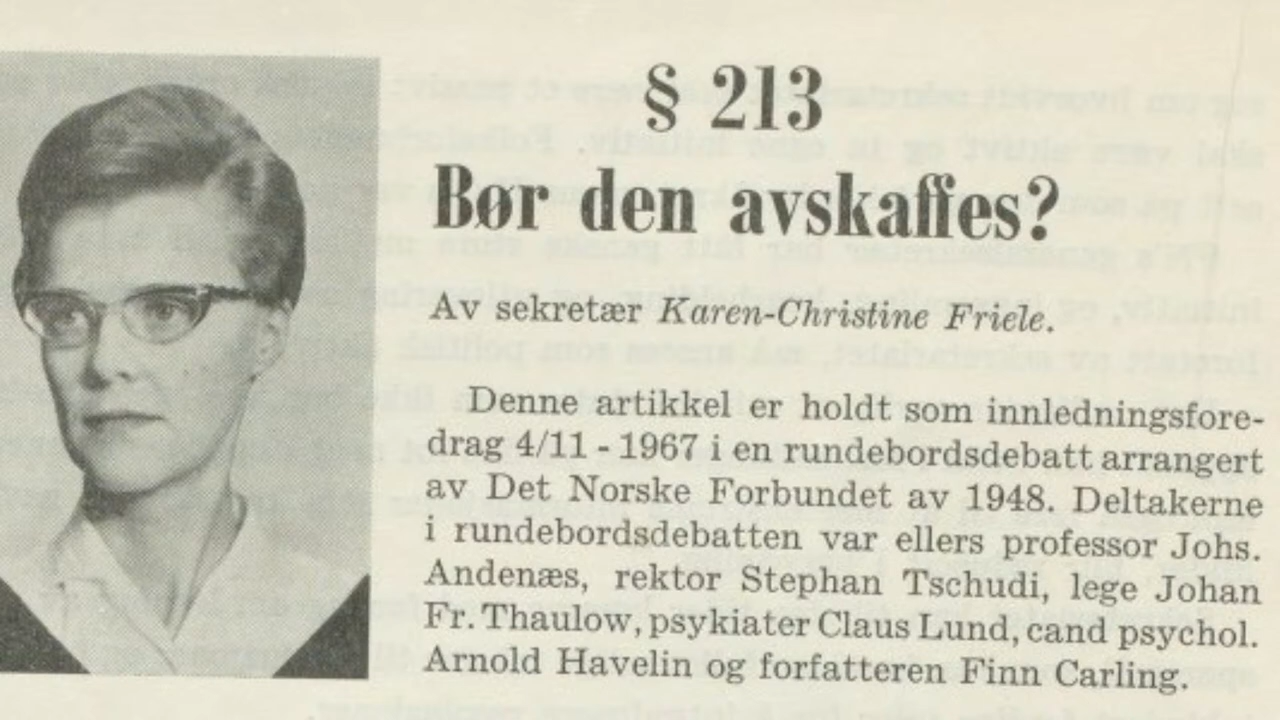 § 213
Bør den avskaffes?
Av sekretær Karen-Christine Friele.
Denne artikkel er holdt som innledningsfore-
drag 4/11 - 1967 i en rundebordsdebatt arrangert
av Det Norske Forbundet av 1948. Deltakerne
i rundebordsdebatten var ellers professor Johs.
Andenæs, rektor Stephan Tschudi, lege Johan
Fr. Thaulow, psykiater Claus Lund, cand psychol.
Arnold Havelin og forfatteren Finn Carling.